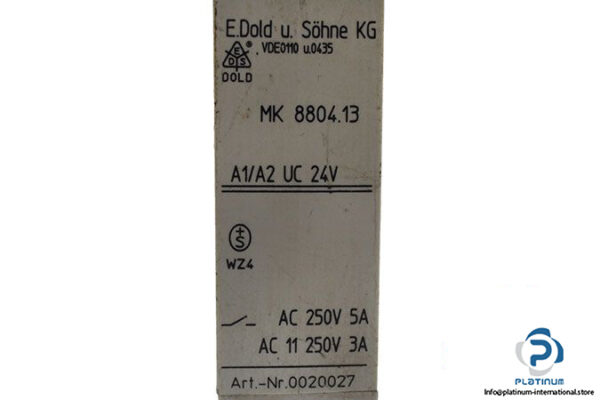 E.Dold u. Söhne KG
E D S ® , VDE0110 u.0435
DOLD
MK 8804.13
A1/A2 UC 24V
± S
WZ4
AC 250V 5A
AC 11 250V 3A
Art.-Nr.0020027
PLATINUM
platinum-international.store